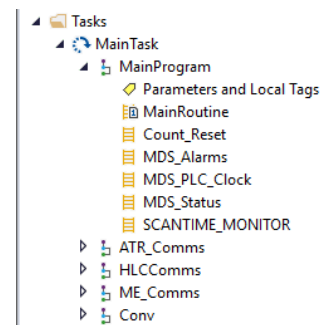 Tasks
MainTask
MainProgram
Parameters and Local Tags
MainRoutine
Count_Reset
MDS_Alarms
MDS_PLC_Clock
MDS_Status
SCANTIME_MONITOR
ATR_Comms
HLCComms
ME_Comms
Conv